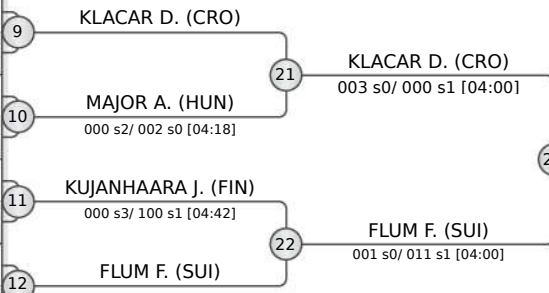 KLACAR D. (CRO)
9
21
KLACAR D. (CRO)
003 s0/ 000 s1 [04:00]
MAJOR A. (HUN)
10
000 s2/ 002 s0 [04:18]
KUJANHAARA J. (FIN)
11
000 s3/ 100 s1 [04:42]
22
FLUM F. (SUI)
001 s0/ 011 s1 [04:00]
FLUM F. (SUI)
12